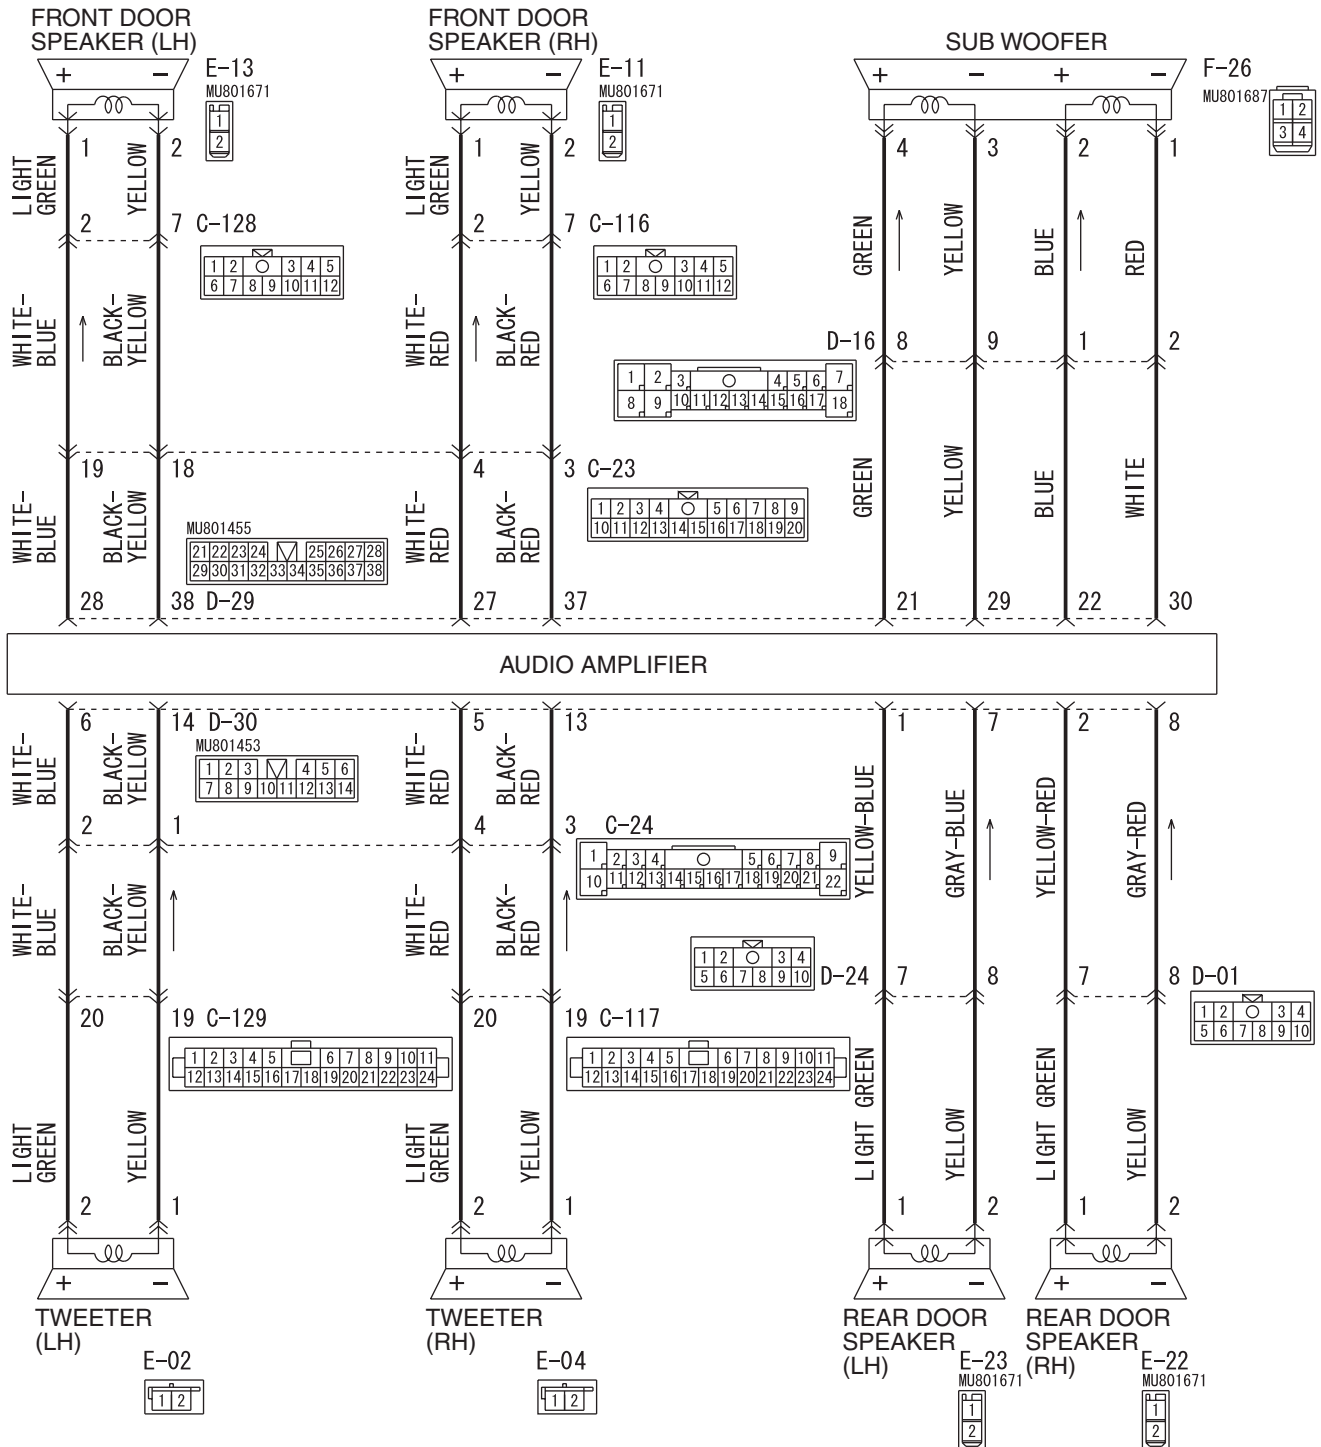 FRONT DOOR
SPEAKER (LH)
FRONT DOOR
SPEAKER (RH)
SUB WOOFER
+ − E-13
MU801671
1
2
+ − E-11
MU801671
1
2
+ − + − F-26
MU801687
1 2
3 4
1 2
1 2
4 3 2 1
LIGHT
GREEN
YELLOW
LIGHT
GREEN
YELLOW
GREEN
YELLOW
BLUE
RED
2 7 C-128
1 2 3 4 5
6 7 8 9 10 11 12
2 7 C-116
1 2 3 4 5
6 7 8 9 10 11 12
WHITE-
BLUE
BLACK-
YELLOW
WHITE-
RED
BLACK-
RED
D-16 8 9 1 2
1 2 3 4 5 6 7
8 9 10 11 12 13 14 15 16 17 18
19 18
4 3 C-23
1 2 3 4 5 6 7 8 9
10 11 12 13 14 15 16 17 18 19 20
WHITE-
BLUE
BLACK-
YELLOW
WHITE-
RED
BLACK-
RED
GREEN
YELLOW
BLUE
WHITE
MU801455
21 22 23 24 25 26 27 28
29 30 31 32 33 34 35 36 37 38
28 38 D-29 27 37 21 29 22 30
AUDIO AMPLIFIER
6 14 D-30 5 13 1 7 2 8
MU801453
1 2 3 4 5 6
7 8 9 10 11 12 13 14
WHITE-
BLUE
BLACK-
YELLOW
WHITE-
RED
BLACK-
RED
YELLOW-BLUE
GRAY-BLUE
YELLOW-RED
GRAY-RED
2 1 4 3 C-24
1 2 3 4 5 6 7 8 9
10 11 12 13 14 15 16 17 18 19 20 21 22
WHITE-
BLUE
BLACK-
YELLOW
WHITE-
RED
BLACK-
RED
1 2 3 4
5 6 7 8 9 10
D-24 7 8 7 8 D-01
1 2 3 4
5 6 7 8 9 10
20 19 C-129
1 2 3 4 5 6 7 8 9 10 11
12 13 14 15 16 17 18 19 20 21 22 23 24
20 19 C-117
1 2 3 4 5 6 7 8 9 10 11
12 13 14 15 16 17 18 19 20 21 22 23 24
LIGHT
GREEN
YELLOW
LIGHT
GREEN
YELLOW
LIGHT GREEN
YELLOW
LIGHT GREEN
YELLOW
2 1 2 1 1 2 1 2
+ − + − + − + −
TWEETER
(LH)
E-02
1 2
TWEETER
(RH)
E-04
1 2
REAR DOOR
SPEAKER
(LH)
E-23
MU801671
1
2
REAR DOOR
SPEAKER
(RH)
E-22
MU801671
1
2